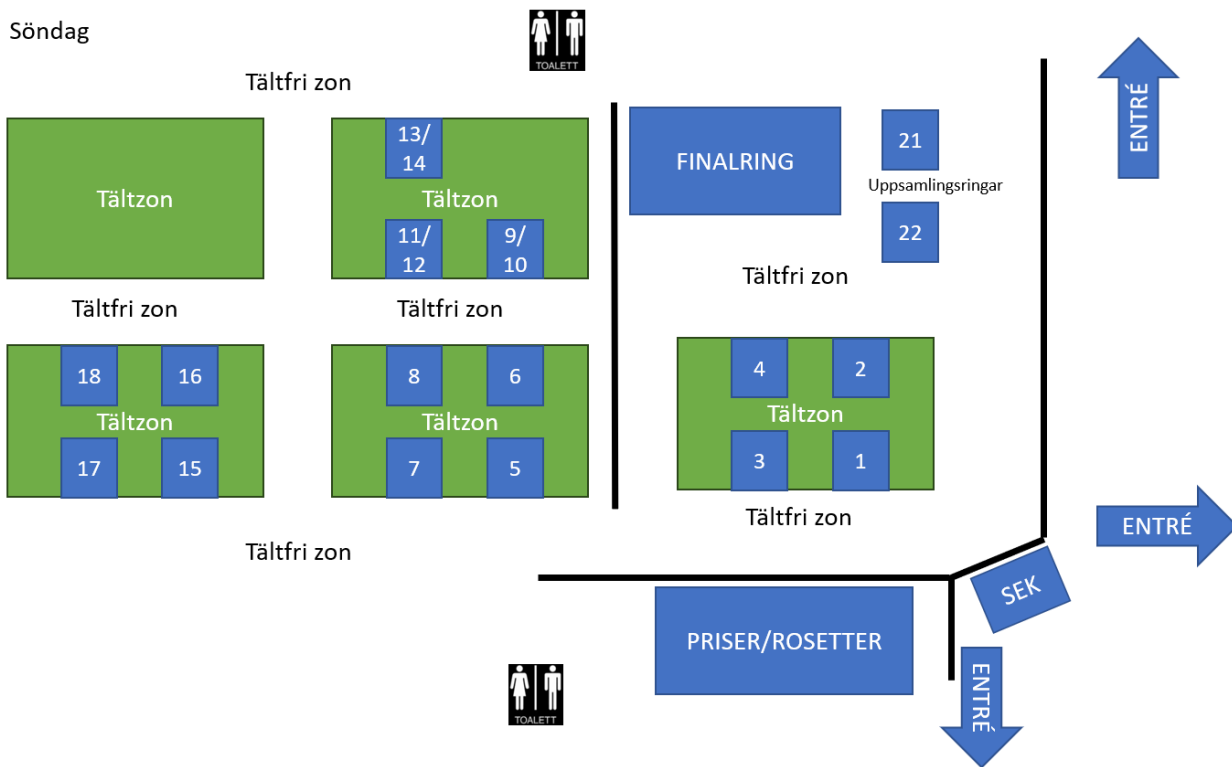 Söndag
TOALETT
Tältfri zon
ENTRÉ
Tältzon
13/
14
Tältzon
11/
12
9/
10
FINALRING
21
Uppsamlingsringar
22
Tältfri zon
Tältfri zon
Tältfri zon
18
16
Tältzon
17
15
8
6
Tältzon
7
5
4
2
Tältzon
3
1
Tältfri zon
ENTRÉ
Tältfri zon
SEK
PRISER/ROSETTER
ENTRÉ
TOALETT